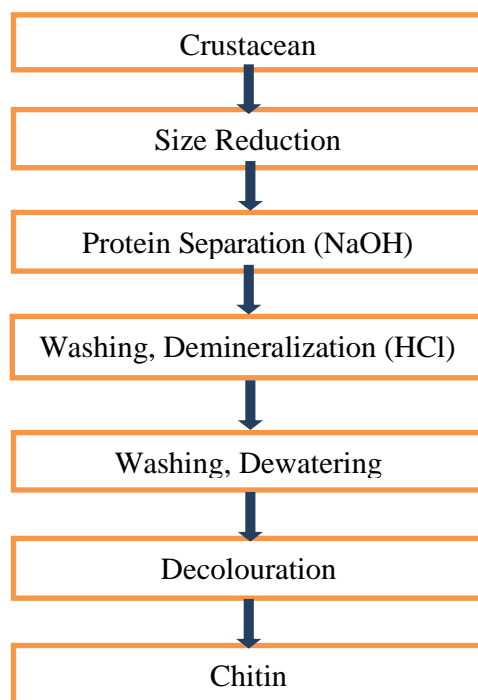 Crustacean
Size Reduction
Protein Separation (NaOH)
Washing, Demineralization (HCl)
Washing, Dewatering
Decolouration
Chitin